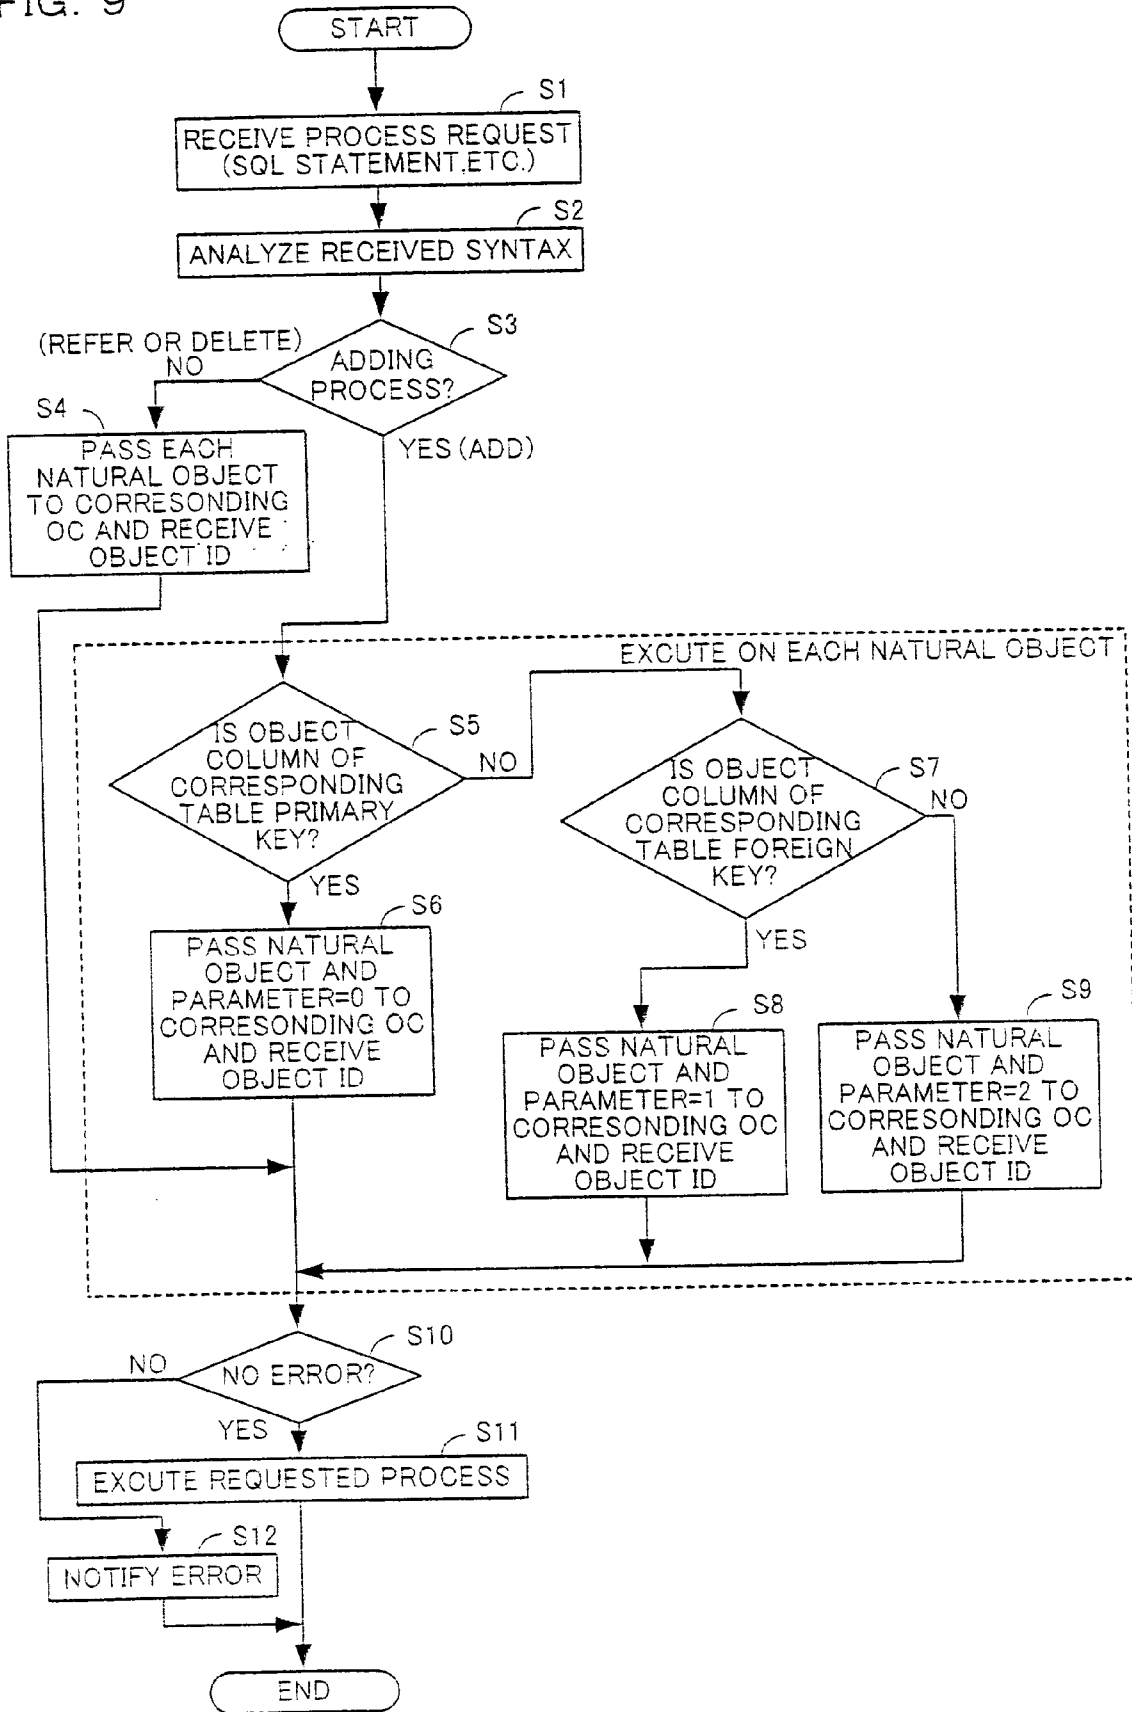 FIG. 9
START
S1
RECEIVE PROCESS REQUEST
(SQL STATEMENT,ETC.)
S2
ANALYZE RECEIVED SYNTAX
S3
ADDING
PROCESS?
(REFER OR DELETE)
NO
YES (ADD)
S4
PASS EACH
NATURAL OBJECT
TO CORRESONDING
OC AND RECEIVE
OBJECT ID
EXCUTE ON EACH NATURAL OBJECT
S5
IS OBJECT
COLUMN OF
CORRESPONDING
TABLE PRIMARY
KEY?
NO
YES
S6
PASS NATURAL
OBJECT AND
PARAMETER=0 TO
CORRESONDING OC
AND RECEIVE
OBJECT ID
S7
IS OBJECT
COLUMN OF
CORRESPONDING
TABLE FOREIGN
KEY?
NO
YES
S8
PASS NATURAL
OBJECT AND
PARAMETER=1 TO
CORRESONDING OC
AND RECEIVE
OBJECT ID
S9
PASS NATURAL
OBJECT AND
PARAMETER=2 TO
CORRESONDING OC
AND RECEIVE
OBJECT ID
S10
NO ERROR?
NO
YES
S11
EXCUTE REQUESTED PROCESS
S12
NOTIFY ERROR
END